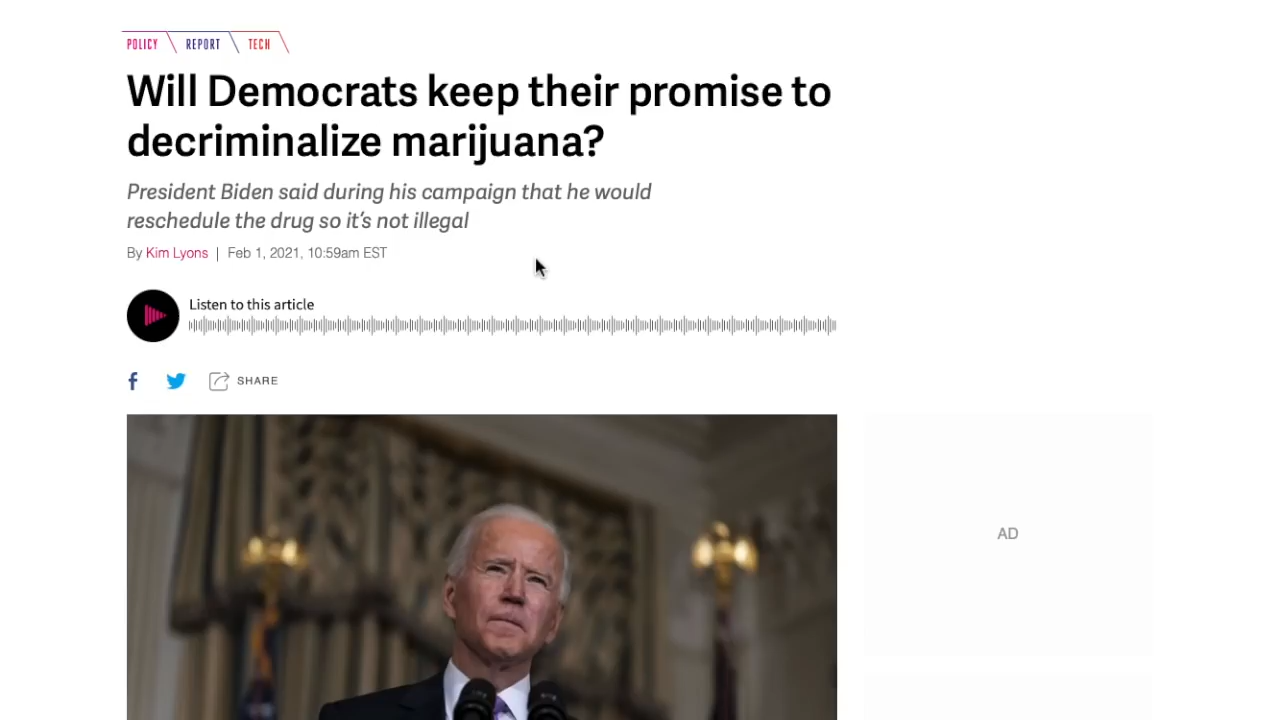 POLICY REPORT TECH
Will Democrats keep their promise to
decriminalize marijuana?
President Biden said during his campaign that he would
reschedule the drug so it's not illegal
By Kim Lyons | Feb 1, 2021, 10:59am EST
Listen to this article
SHARE
AD